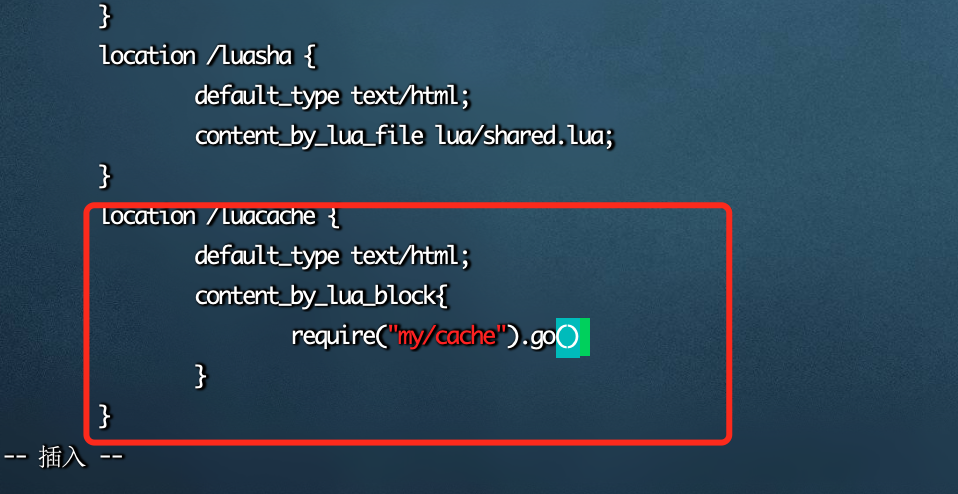 }
location /luasha {
default_type text/html;
content_by_lua_file lua/shared.lua;
}
location /luacache {
default_type text/html;
content_by_lua_block{
require("my/cache").go()
}
}
-- 插入 --